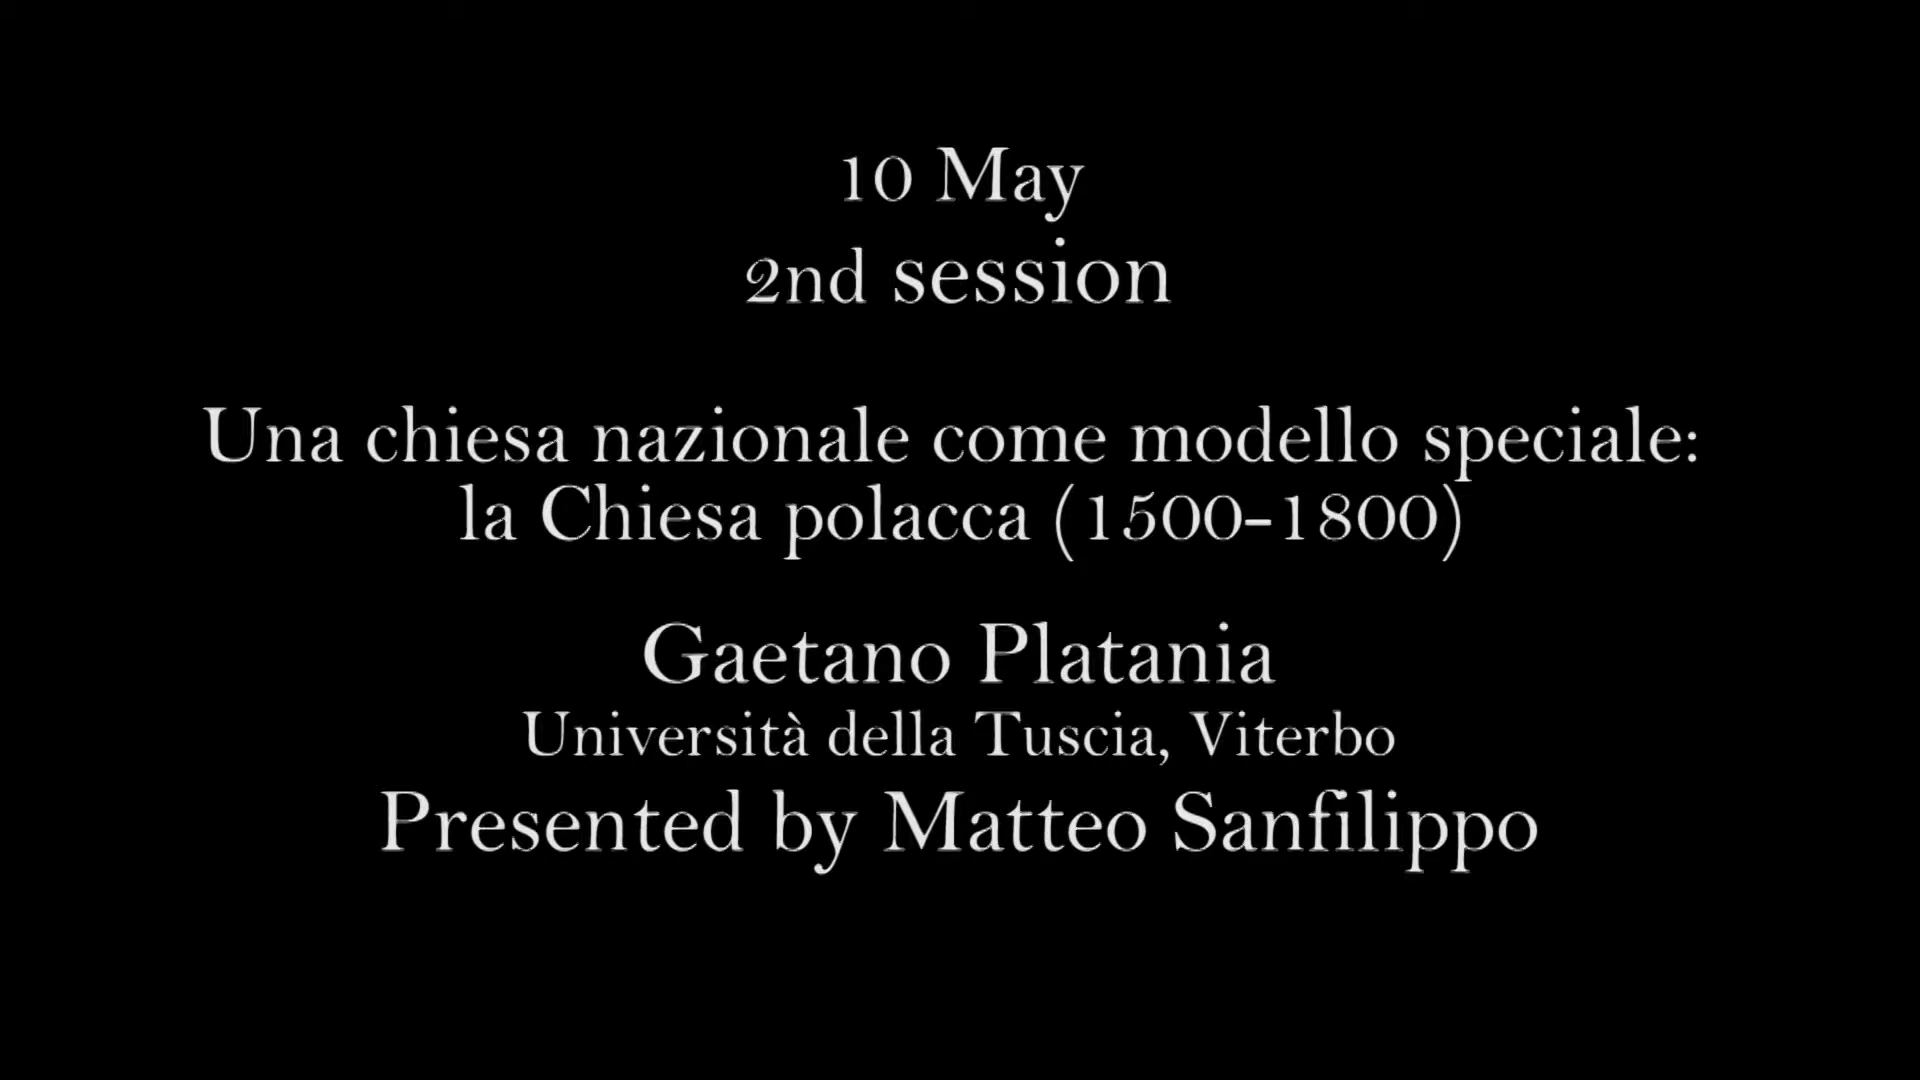 10 May
2nd session
Una chiesa nazionale come modello speciale:
la Chiesa polacca (1500-1800)
Gaetano Platania
Università della Tuscia, Viterbo
Presented by Matteo Sanfilippo